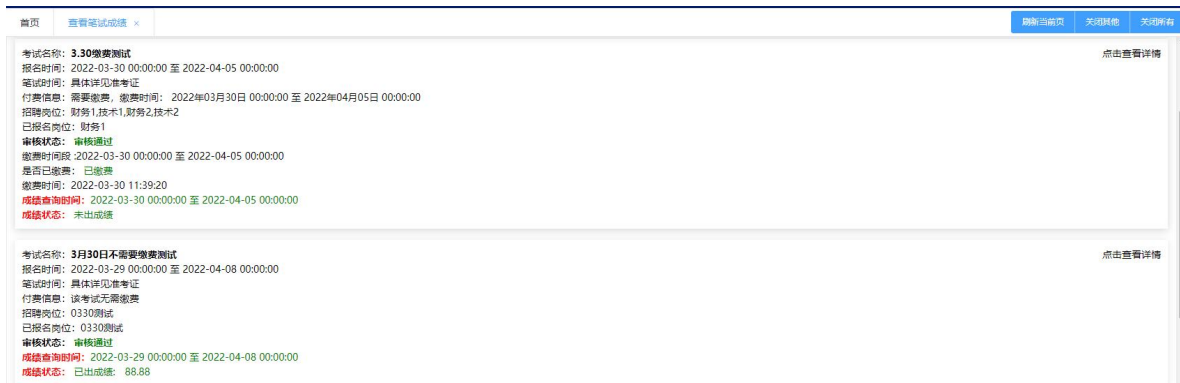 首页 查看笔试成绩 × 刷新当前页 关闭其他 关闭所有
考试名称：3.30缴费测试 点击查看详情
报名时间：2022-03-30 00:00:00 至 2022-04-05 00:00:00
笔试时间：具体详见准考证
付费信息：需要缴费，缴费时间： 2022年03月30日 00:00:00 至 2022年04月05日 00:00:00
招聘岗位：财务1,技术1,财务2,技术2
已报名岗位：财务1
审核状态： 审核通过
缴费时间段 :2022-03-30 00:00:00 至 2022-04-05 00:00:00
是否已缴费： 已缴费
缴费时间：2022-03-30 11:39:20
成绩查询时间：2022-03-30 00:00:00 至 2022-04-05 00:00:00
成绩状态： 未出成绩
考试名称：3月30日不需要缴费测试 点击查看详情
报名时间：2022-03-29 00:00:00 至 2022-04-08 00:00:00
笔试时间：具体详见准考证
付费信息：该考试无需缴费
招聘岗位：0330测试
已报名岗位：0330测试
审核状态： 审核通过
成绩查询时间：2022-03-29 00:00:00 至 2022-04-08 00:00:00
成绩状态： 已出成绩: 88.88